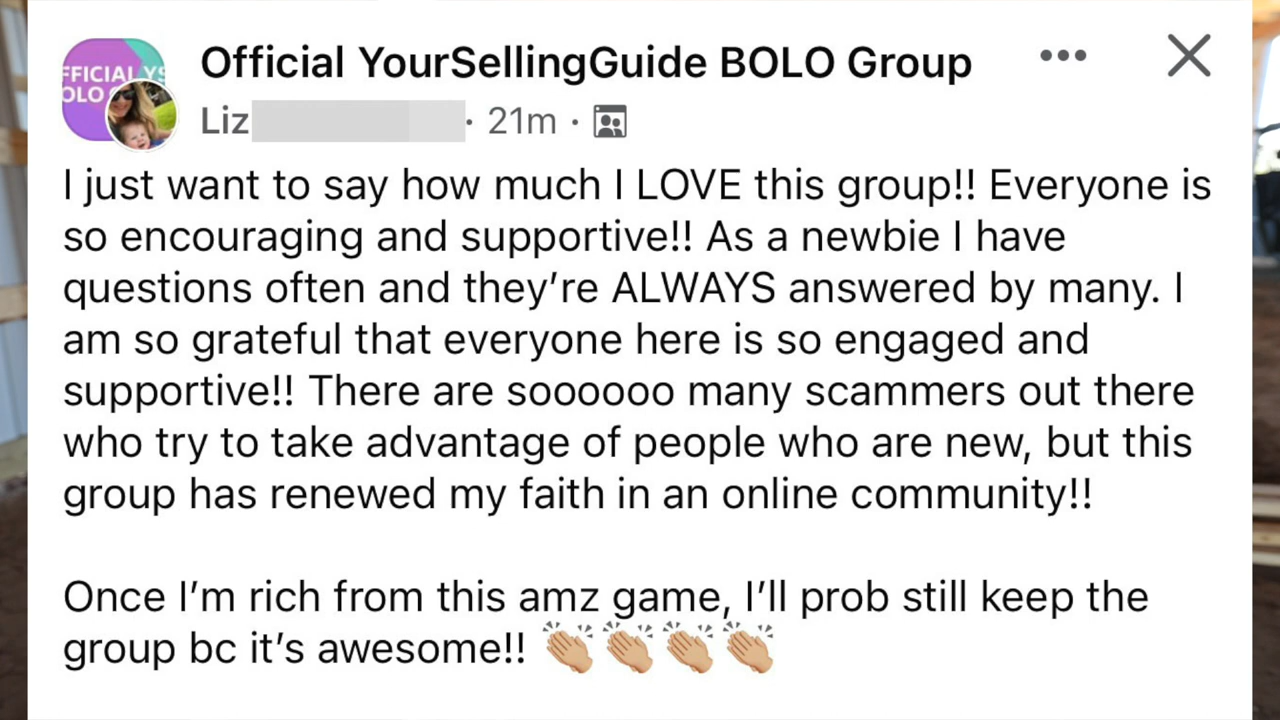 Official YourSellingGuide BOLO Group
Liz · 21m ·
I just want to say how much I LOVE this group!! Everyone is
so encouraging and supportive!! As a newbie I have
questions often and they're ALWAYS answered by many. I
am so grateful that everyone here is so engaged and
supportive!! There are soooooo many scammers out there
who try to take advantage of people who are new, but this
group has renewed my faith in an online community!!
Once I'm rich from this amz game, I'll prob still keep the
group bc it's awesome!! 👏🏼👏🏼👏🏼👏🏼